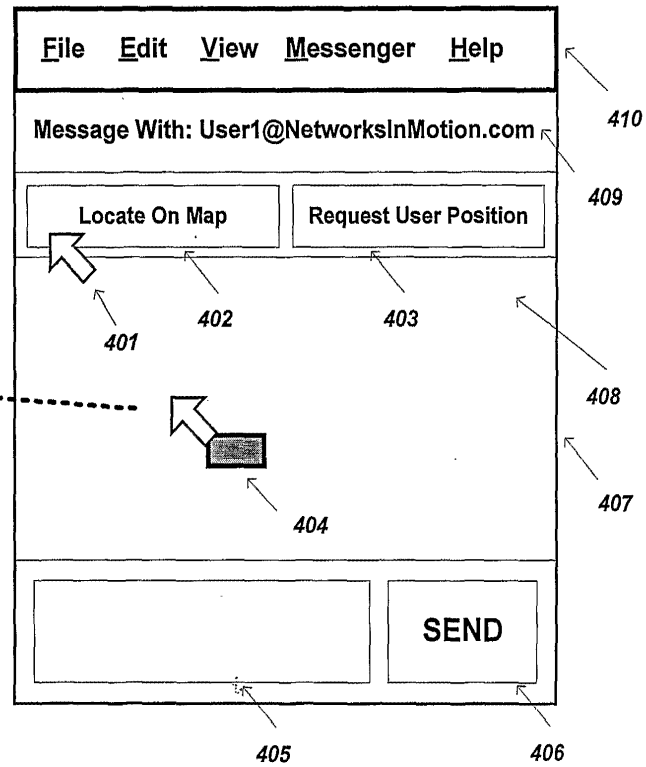 File Edit View Messenger Help
410
Message With: User1@NetworksInMotion.com
409
Locate On Map Request User Position
401 402 403
408
407
404
SEND
405 406